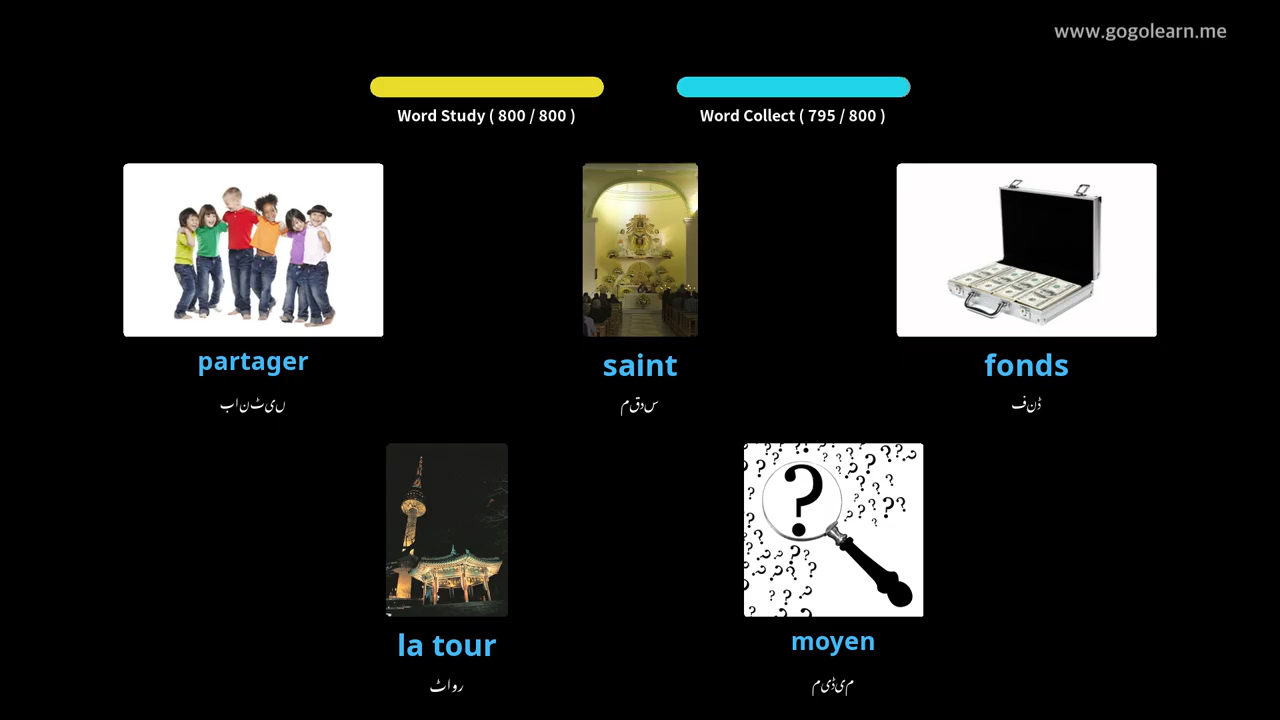 www.gogolearn.me
Word Study ( 800 / 800 )
Word Collect ( 795 / 800 )
partager
بانٹیں
saint
مقدس
fonds
فنڈ
la tour
ٹاور
moyen
میڈیم